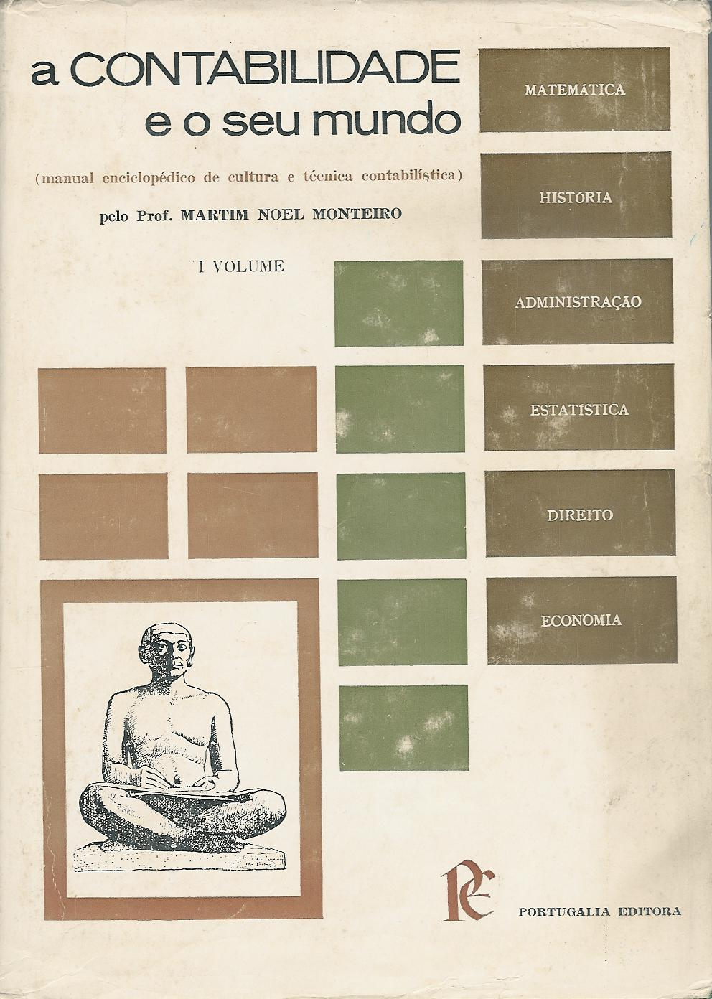 a CONTABILIDADE
e o seu mundo
(manual enciclopédico de cultura e técnica contabilística)
pelo Prof. MARTIM NOEL MONTEIRO
I VOLUME
MATEMÁTICA
HISTÓRIA
ADMINISTRAÇÃO
ESTATÍSTICA
DIREITO
ECONOMIA
PE
PORTUGÁLIA EDITORA